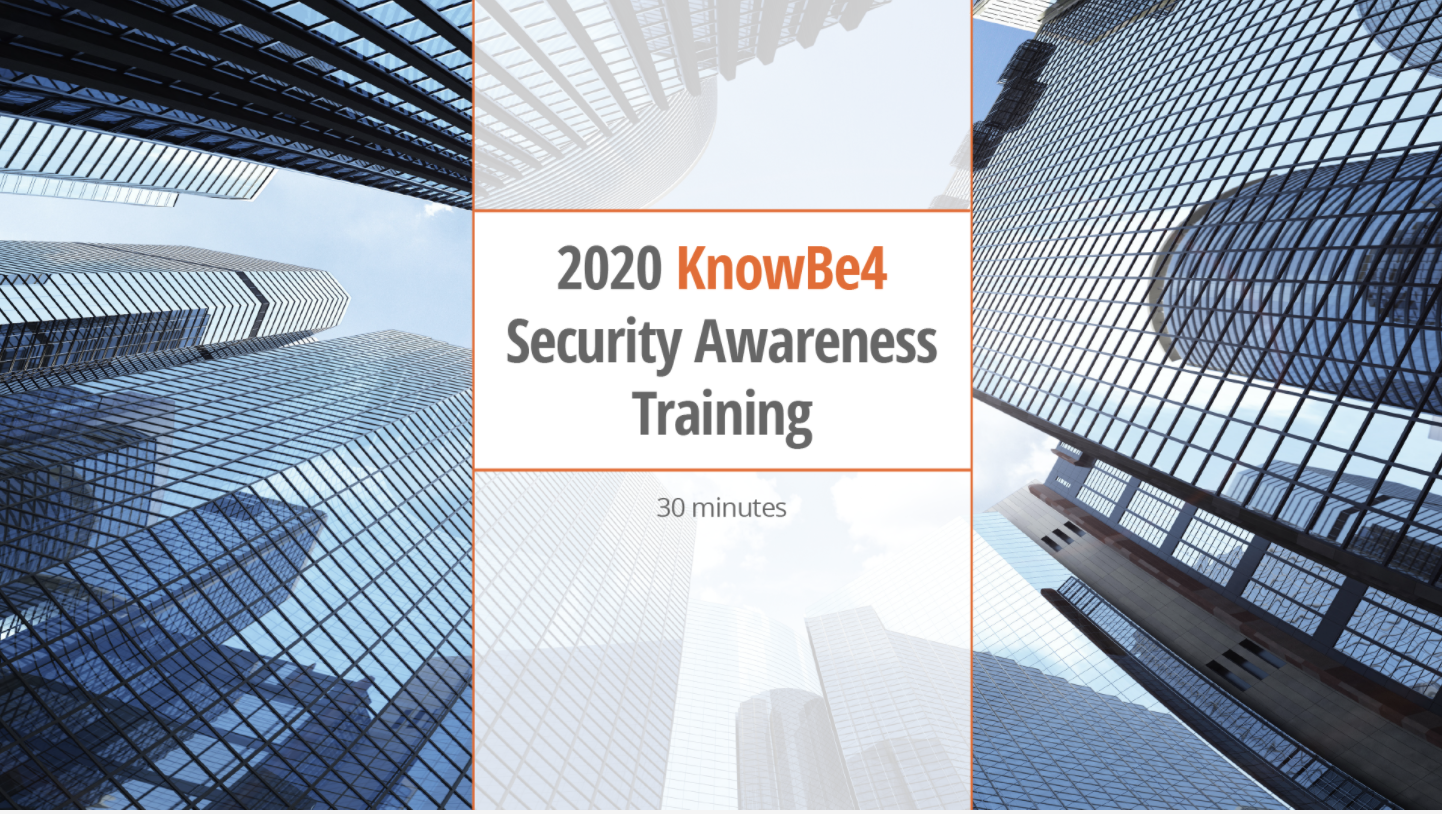 2020 KnowBe4
Security Awareness
Training
30 minutes